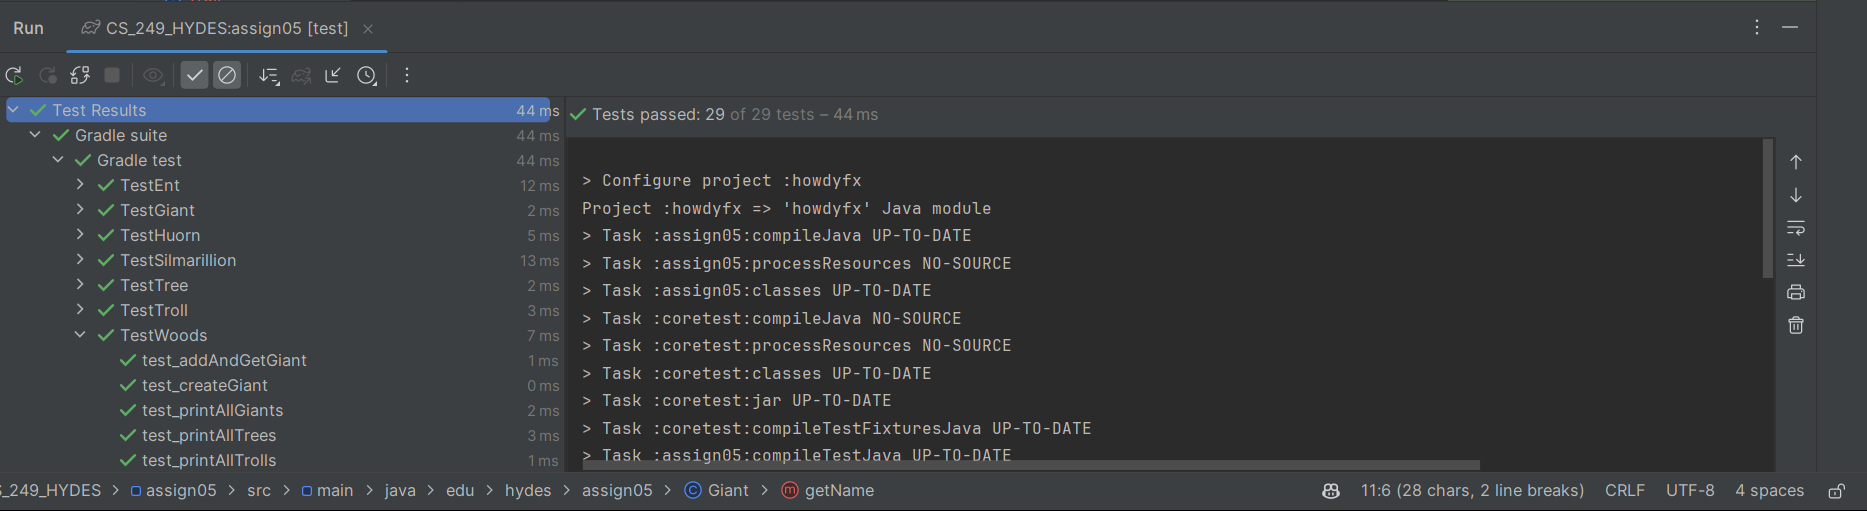 Run CS_249_HYDES:assign05 [test]
Test Results 44 ms
Gradle suite 44 ms
Gradle test 44 ms
TestEnt 12 ms
TestGiant 2 ms
TestHuorn 5 ms
TestSilmarillion 13 ms
TestTree 2 ms
TestTroll 3 ms
TestWoods 7 ms
test_addAndGetGiant 1 ms
test_createGiant 0 ms
test_printAllGiants 2 ms
test_printAllTrees 3 ms
test_printAllTrolls 1 ms
Tests passed: 29 of 29 tests – 44 ms
> Configure project :howdyfx
Project :howdyfx => 'howdyfx' Java module
> Task :assign05:compileJava UP-TO-DATE
> Task :assign05:processResources NO-SOURCE
> Task :assign05:classes UP-TO-DATE
> Task :coretest:compileJava NO-SOURCE
> Task :coretest:processResources NO-SOURCE
> Task :coretest:classes UP-TO-DATE
> Task :coretest:jar UP-TO-DATE
> Task :coretest:compileTestFixturesJava UP-TO-DATE
> Task :assign05:compileTestJava UP-TO-DATE
S_249_HYDES > assign05 > src > main > java > edu > hydes > assign05 > Giant > getName 11:6 (28 chars, 2 line breaks) CRLF UTF-8 4 spaces